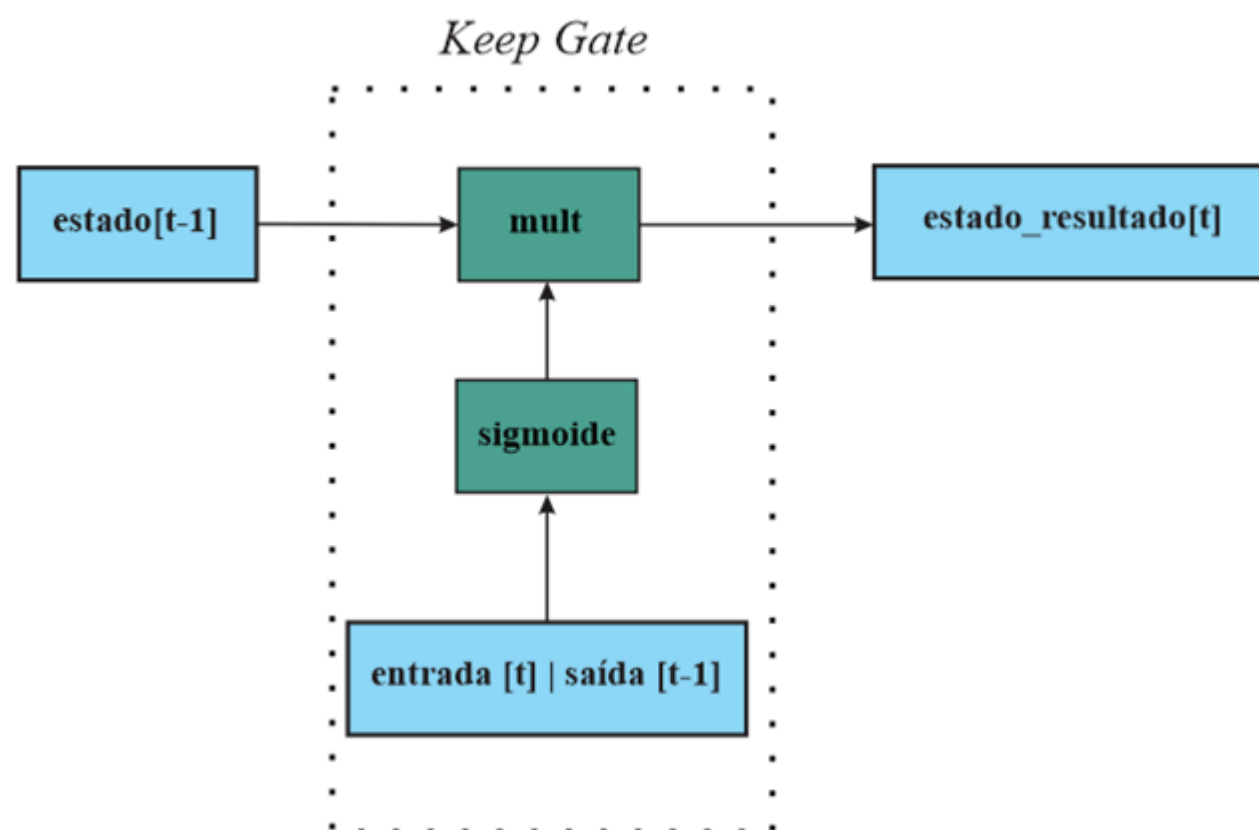 Keep Gate
estado[t-1]
mult
estado_resultado[t]
sigmoide
entrada [t] | saída [t-1]